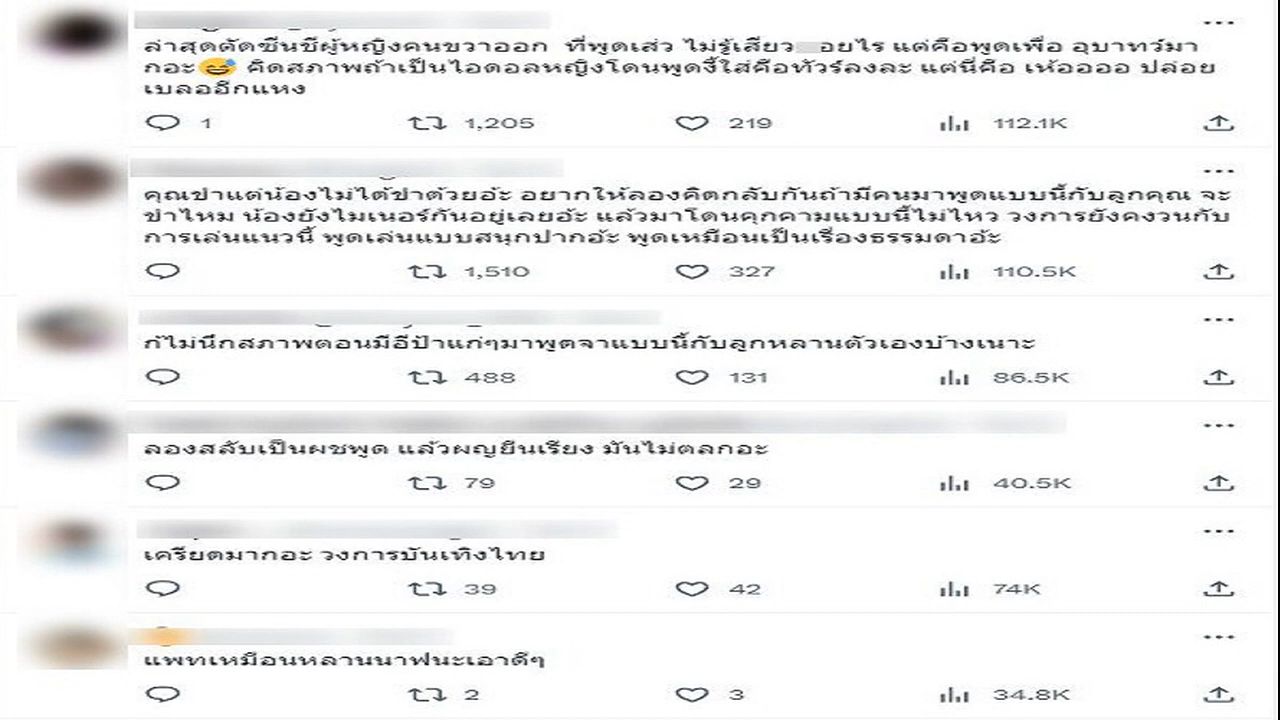 ล่าสุดตัดซีนชีผู้หญิงคนขวาออก ที่พูดเส่ว ไม่รู้เสียว อยไร แต่คือพูดเพื่อ อุบาทว์มา
กอะ😅 คิดสภาพถ้าเป็นไอดอลหญิงโดนพูดงี้ใส่คือทัวร์ลงละ แต่นี่คือ เห้ออออ ปล่อย
เบลออีกแหง
1 1,205 219 112.1K
คุณขำแต่น้องไม่ได้ขำด้วยอ้ะ อยากให้ลองคิดกลับกันถ้ามีคนมาพูดแบบนี้กับลูกคุณ จะ
ขำไหม น้องยังไมเนอร์กันอยู่เลยอ้ะ แล้วมาโดนคุกคามแบบนี้ไม่ไหว วงการยังคงวนกับ
การเล่นแนวนี้ พูดเล่นแบบสนุกปากอ้ะ พูดเหมือนเป็นเรื่องธรรมดาอ้ะ
1,510 327 110.5K
ก็ไม่นึกสภาพตอนมีอีป้าแก่ๆมาพูดจาแบบนี้กับลูกหลานตัวเองบ้างเนาะ
488 131 86.5K
ลองสลับเป็นผชพูด แล้วผญยืนเรียง มันไม่ตลกอะ
79 29 40.5K
เครียดมากอะ วงการบันเทิงไทย
39 42 74K
แพทเหมือนหลานนาฟนะเอาดีๆ
2 3 34.8K